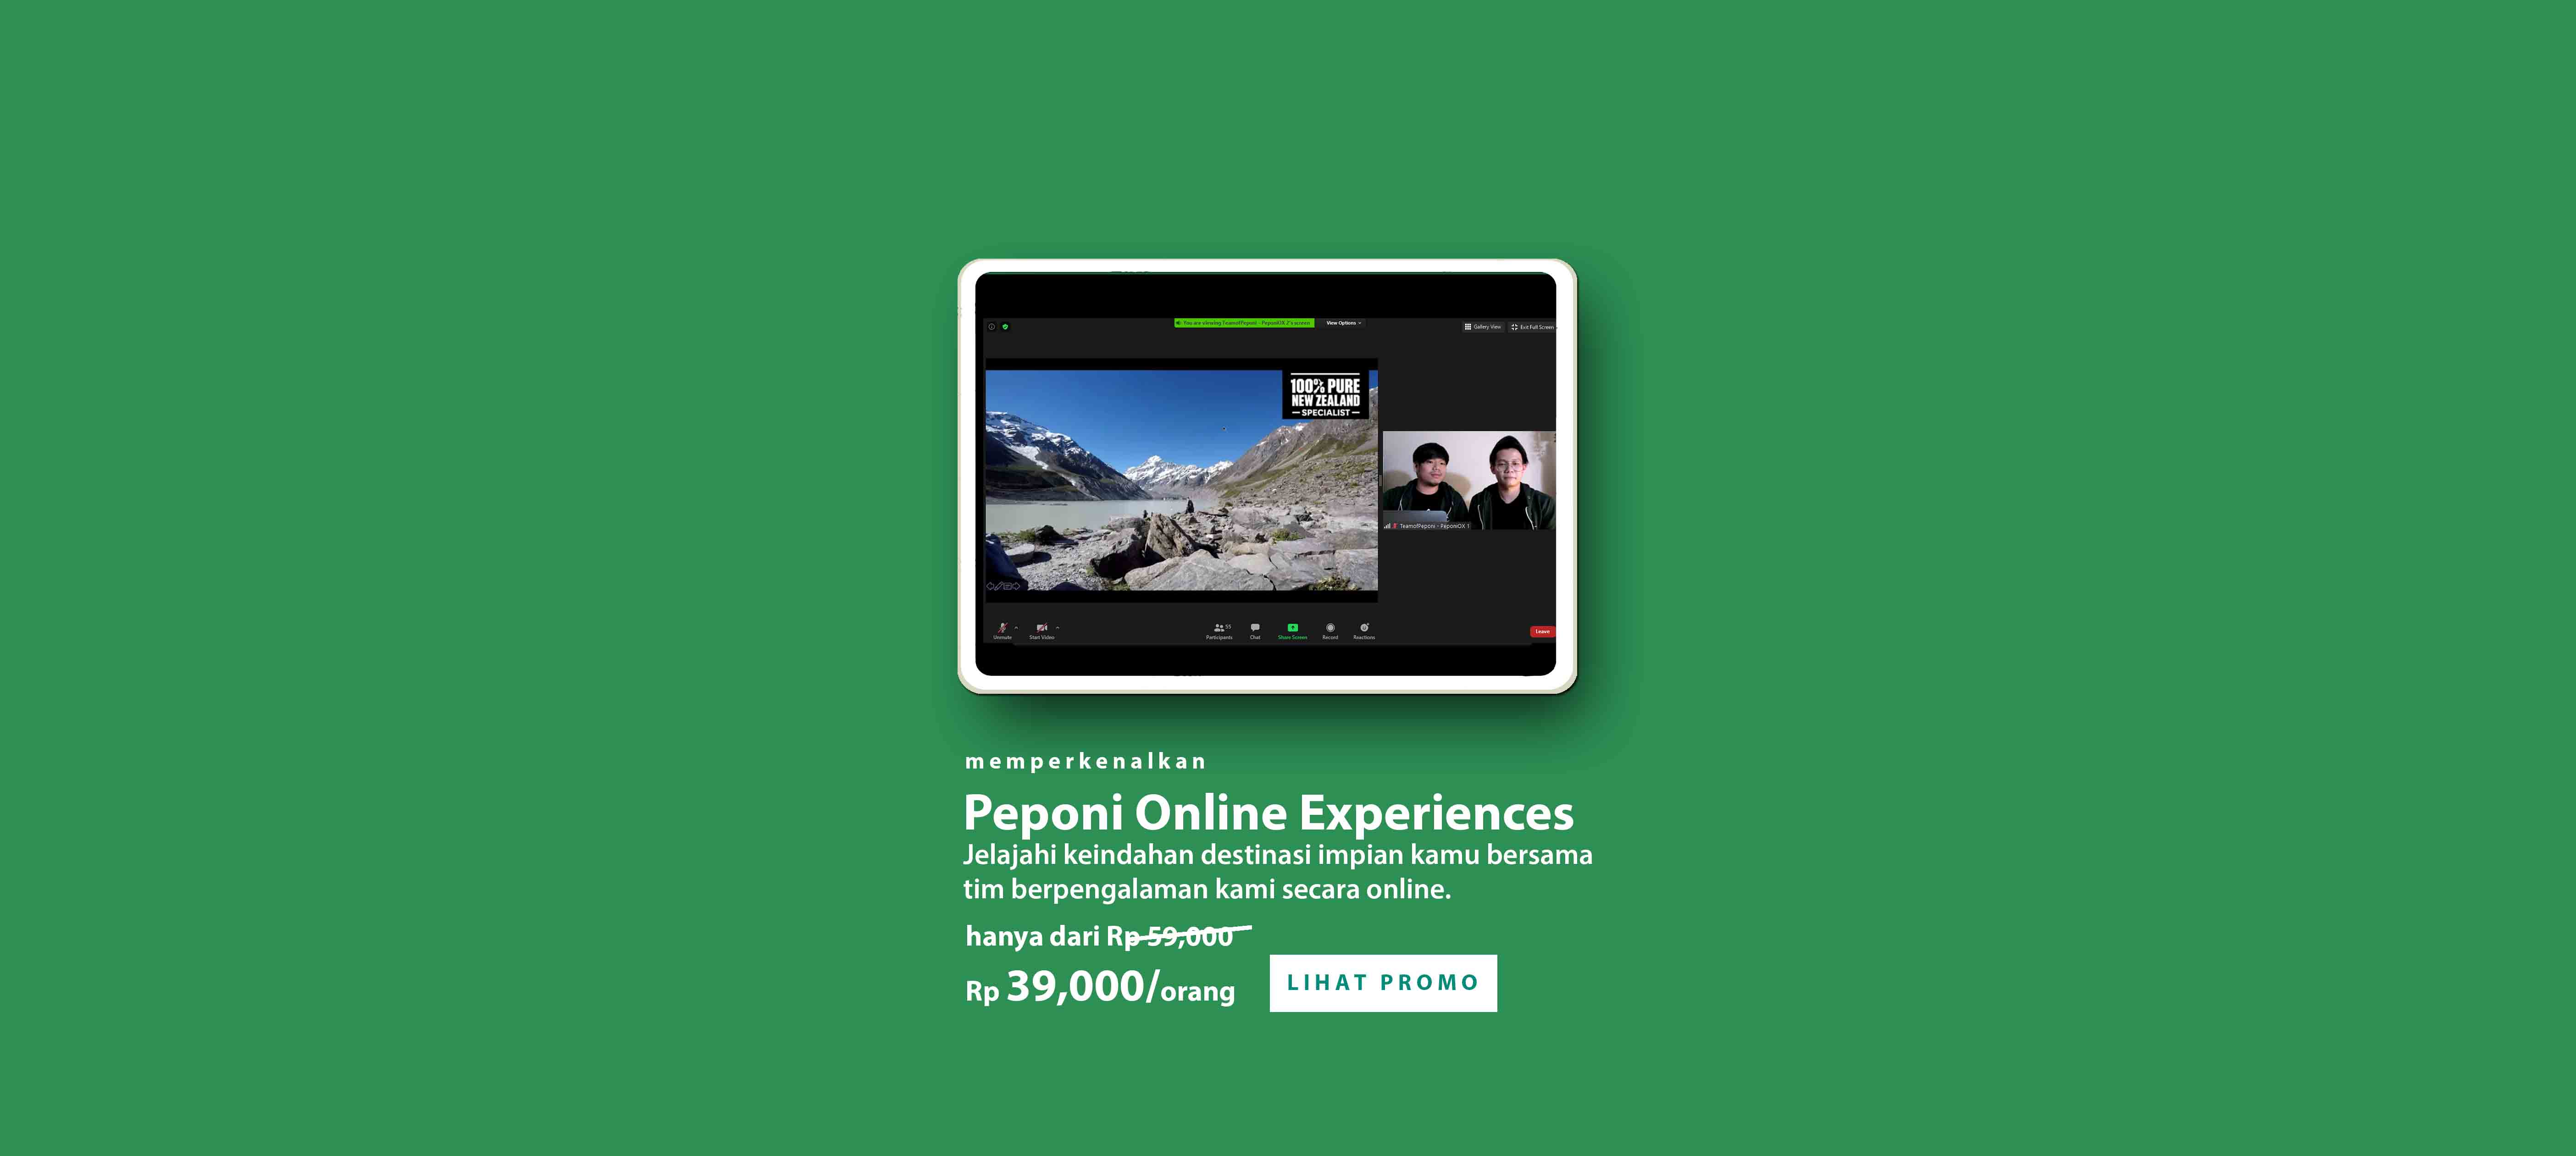 You are viewing TeamofPeponi - PeponiOX 2's screen
View Options
Gallery View
Exit Full Screen
100% PURE
NEW ZEALAND
— SPECIALIST —
TeamofPeponi - PeponiOX 1
Unmute
Start Video
55
Participants
Chat
Share Screen
Record
Reactions
Leave
memperkenalkan
Peponi Online Experiences
Jelajahi keindahan destinasi impian kamu bersama
tim berpengalaman kami secara online.
hanya dari Rp 59,000
Rp 39,000/orang
LIHAT PROMO